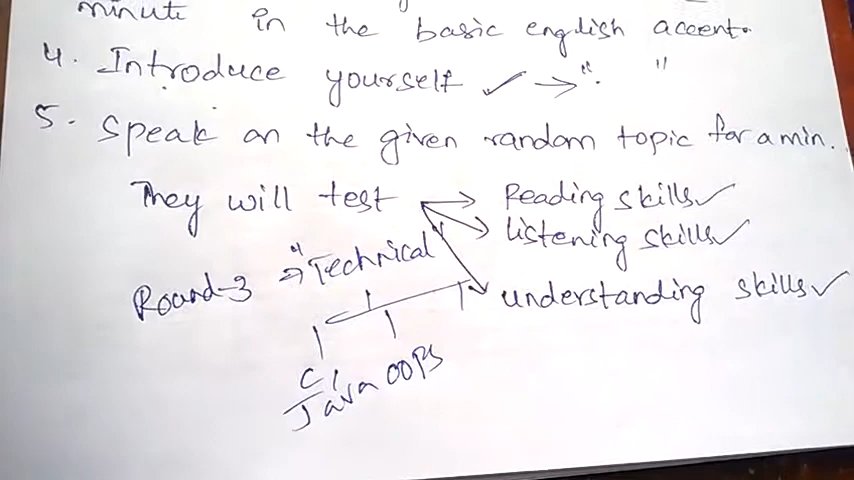 minute in the basic english accent.
4. Introduce yourself ✓ → " "
5. Speak on the given random topic for a min.
They will test → Reading skills ✓
listening skills ✓
understanding skills ✓
Round-3 ⇒ "Technical"
C/ OOPS
Java